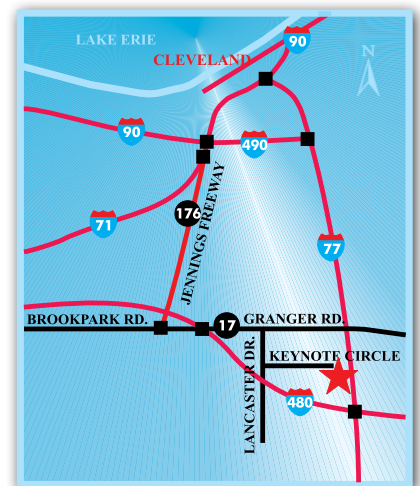 LAKE ERIE
90
CLEVELAND
N
90
490
176
JENNINGS FREEWAY
71
77
BROOKPARK RD.
17
GRANGER RD.
LANCASTER DR.
KEYNOTE CIRCLE
480